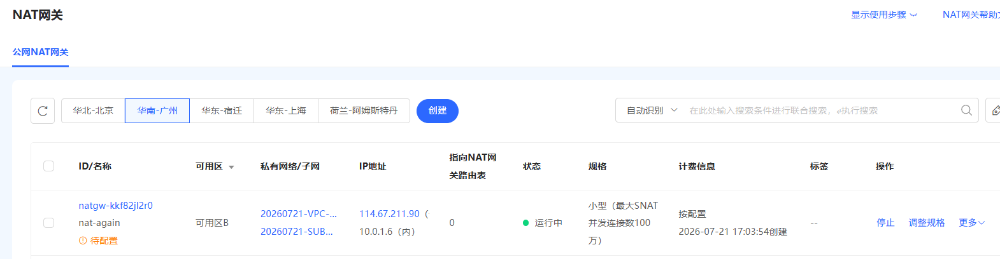 NAT网关
显示使用步骤
NAT网关帮助文
公网NAT网关
华北-北京 华南-广州 华东-宿迁 华东-上海 荷兰-阿姆斯特丹 创建
自动识别 在此处输入搜索条件进行联合搜索，↲执行搜索
ID/名称 可用区 私有网络/子网 IP地址 指向NAT网 状态 规格 计费信息 标签 操作
关路由表
natgw-kkf82jl2r0
nat-again
待配置
可用区B
20260721-VPC-...
20260721-SUB...
114.67.211.90（
10.0.1.6（内）
0
运行中
小型（最大SNAT
并发连接数100
万）
按配置
2026-07-21 17:03:54创建
--
停止 调整规格 更多